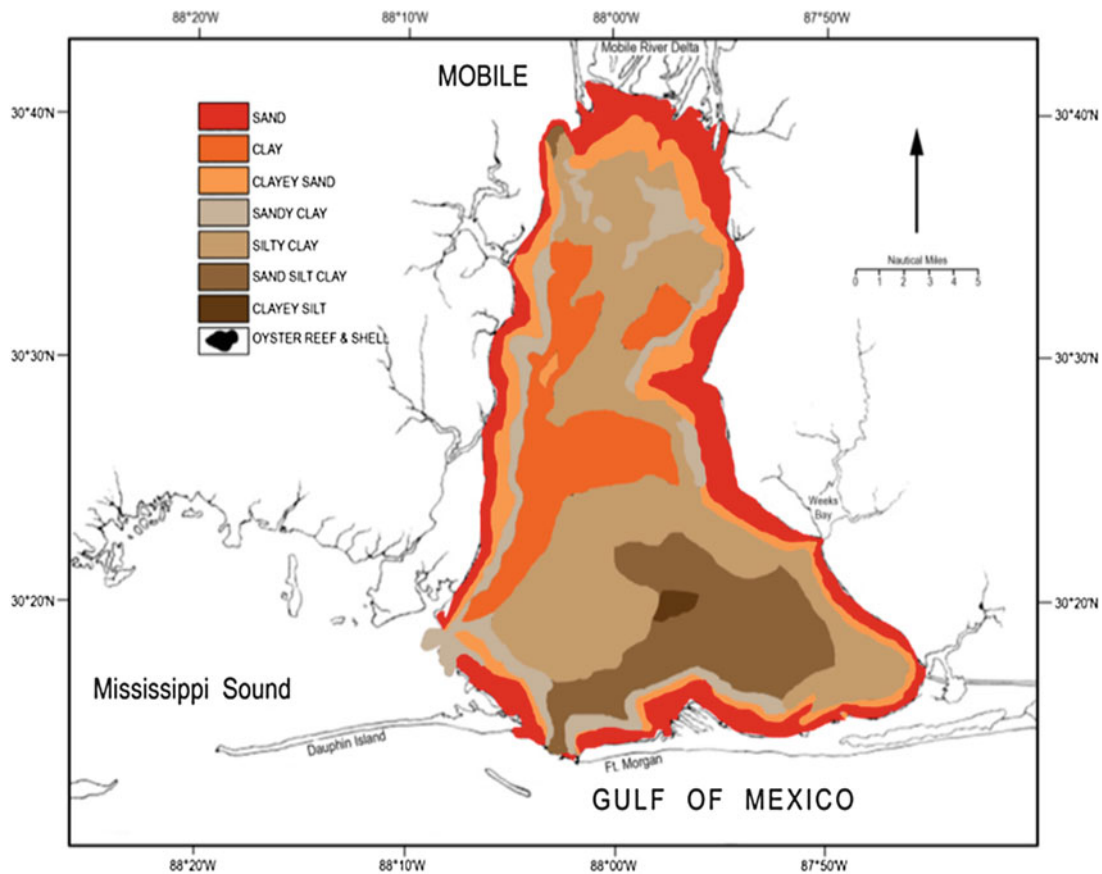 88°20'W 88°10'W 88°00'W 87°50'W
Mobile River Delta
MOBILE
30°40'N
30°40'N
SAND
CLAY
CLAYEY SAND
SANDY CLAY
SILTY CLAY
SAND SILT CLAY
CLAYEY SILT
OYSTER REEF & SHELL
Nautical Miles
0 1 2 3 4 5
30°30'N
30°30'N
Weeks
Bay
30°20'N
30°20'N
Mississippi Sound
Dauphin Island
Ft. Morgan
GULF OF MEXICO
88°20'W 88°10'W 88°00'W 87°50'W